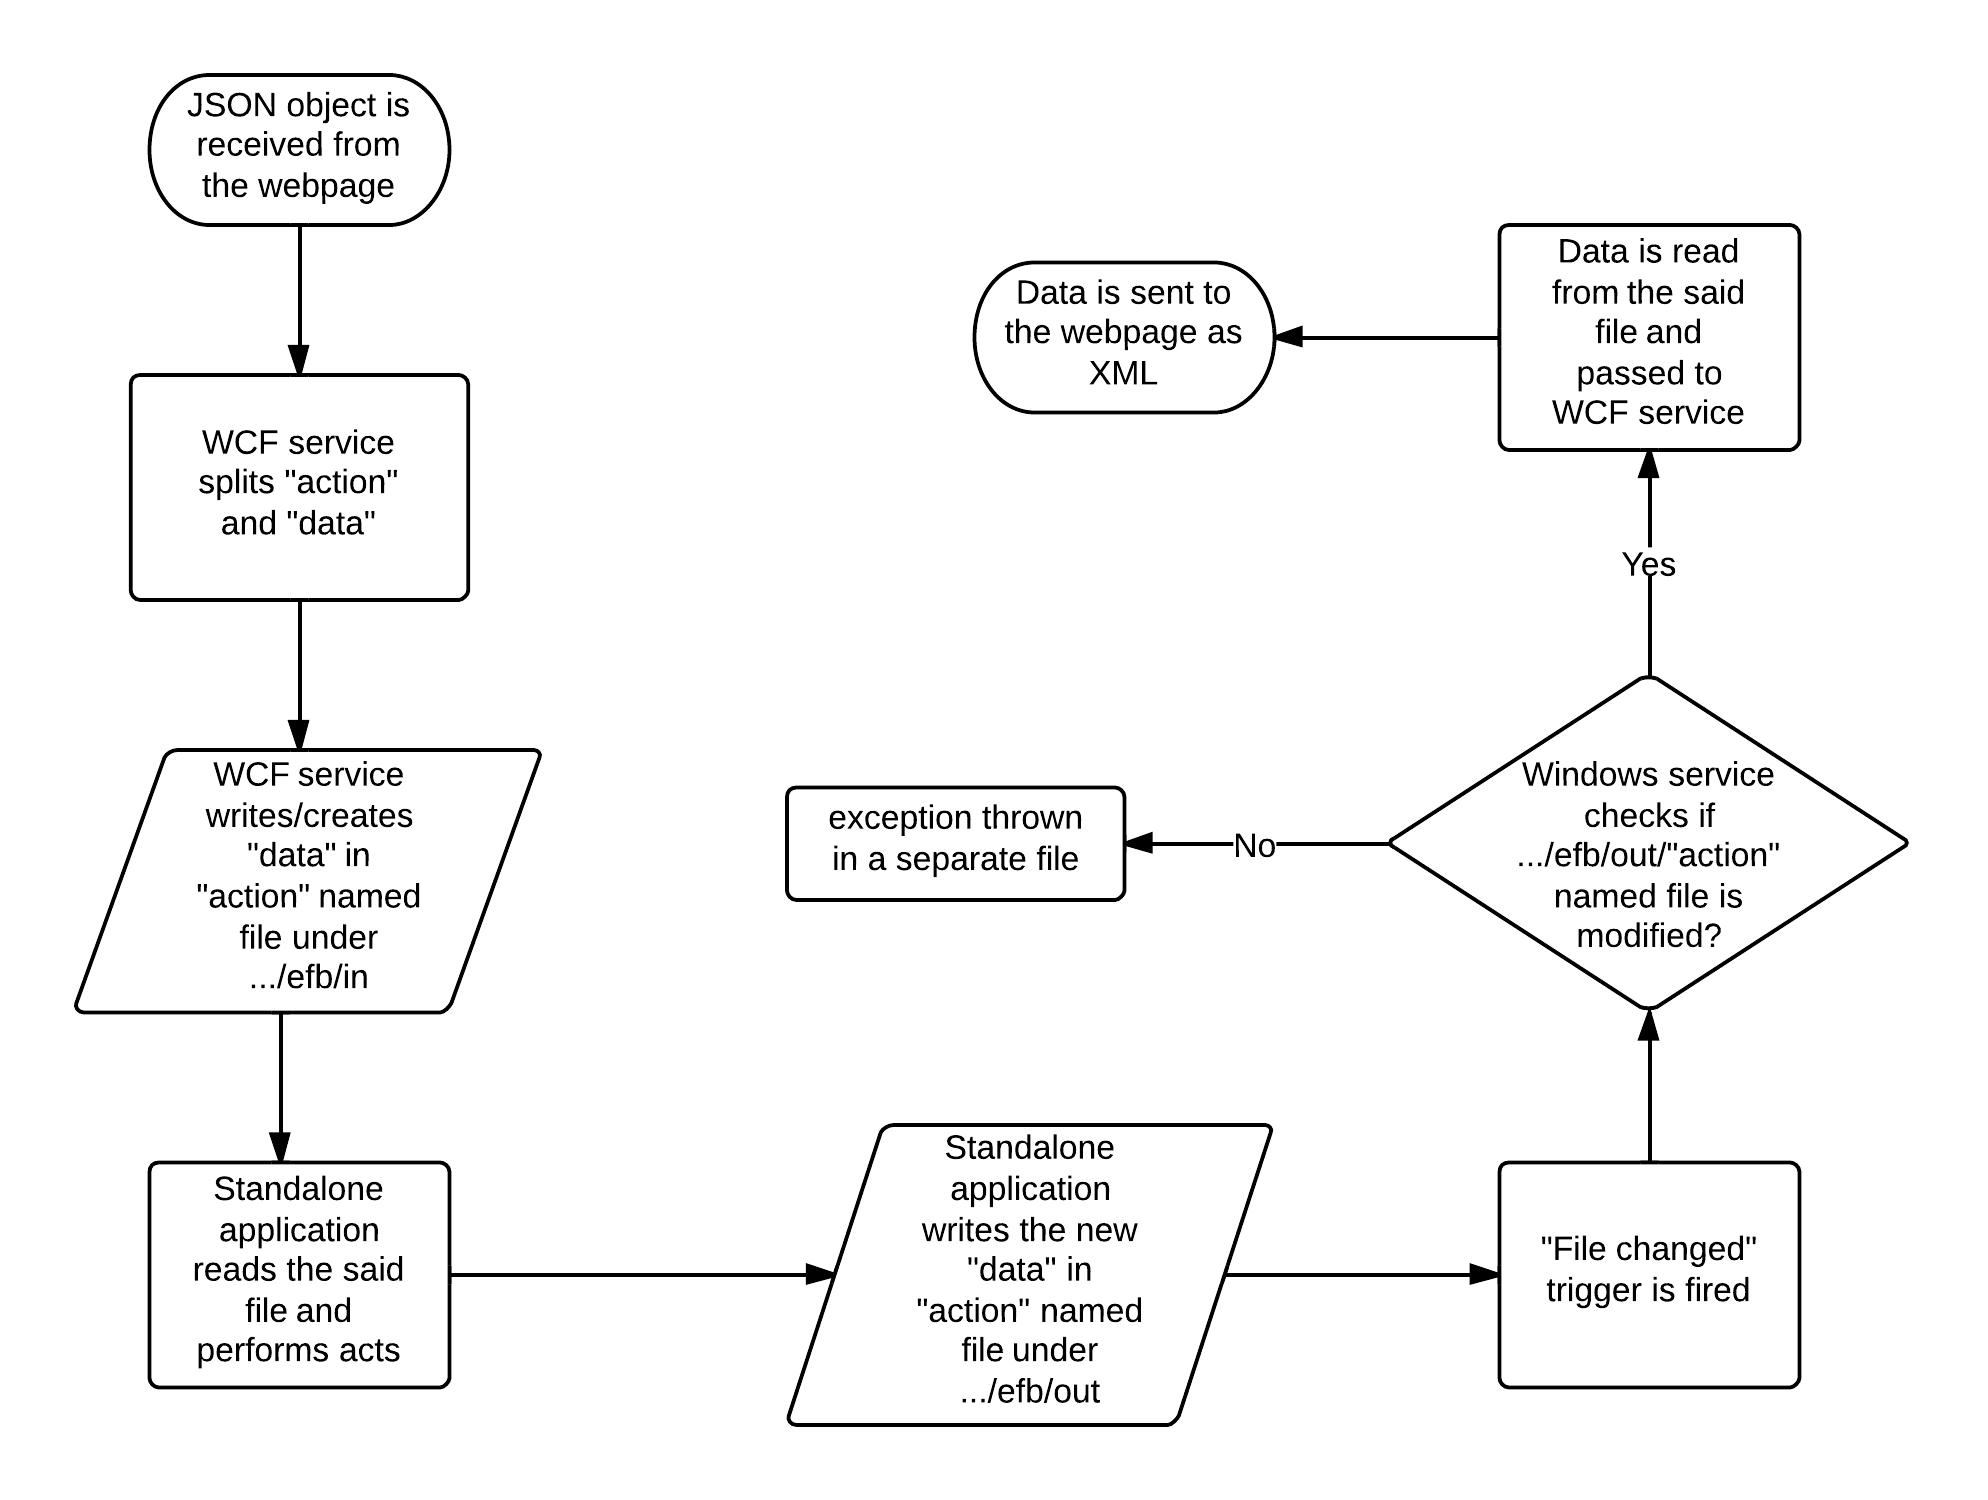 JSON object is
received from
the webpage
WCF service
splits "action"
and "data"
WCF service
writes/creates
"data" in
"action" named
file under
.../efb/in
Standalone
application
reads the said
file and
performs acts
Standalone
application
writes the new
"data" in
"action" named
file under
.../efb/out
"File changed"
trigger is fired
Windows service
checks if
.../efb/out/"action"
named file is
modified?
No
exception thrown
in a separate file
Yes
Data is read
from the said
file and
passed to
WCF service
Data is sent to
the webpage as
XML